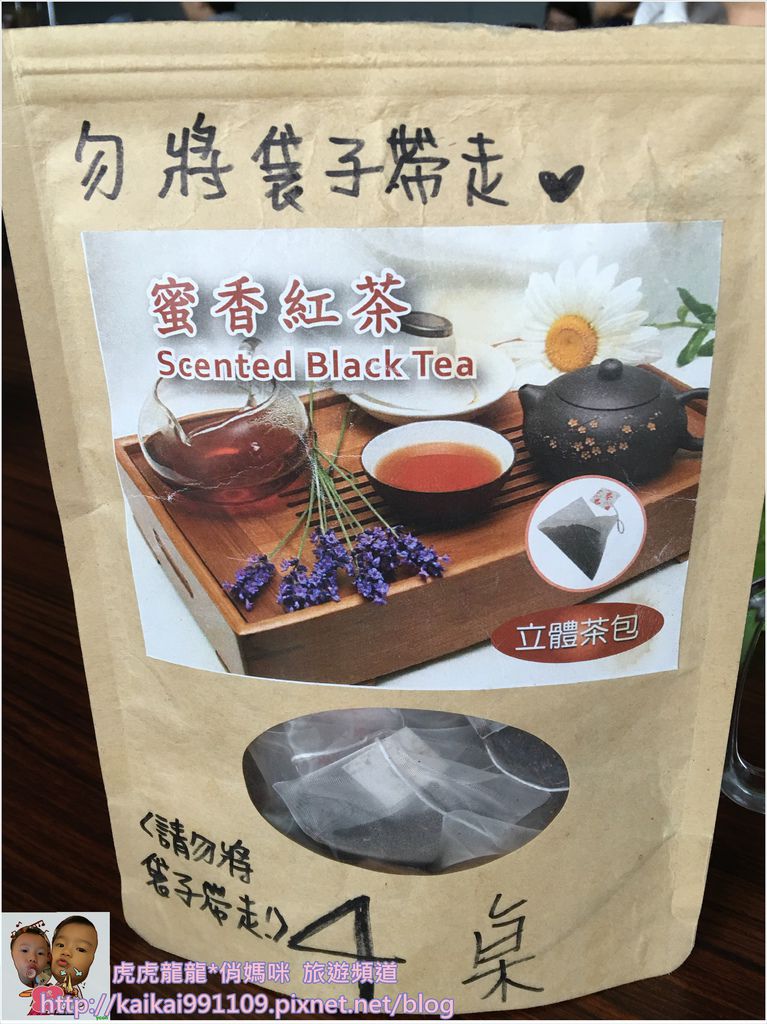 勿將袋子帶走♥
蜜香紅茶
Scented Black Tea
立體茶包
<請勿將
袋子帶走!>
4 桌
虎虎龍龍*俏媽咪 旅遊頻道
http://kaikai991109.pixnet.net/blog